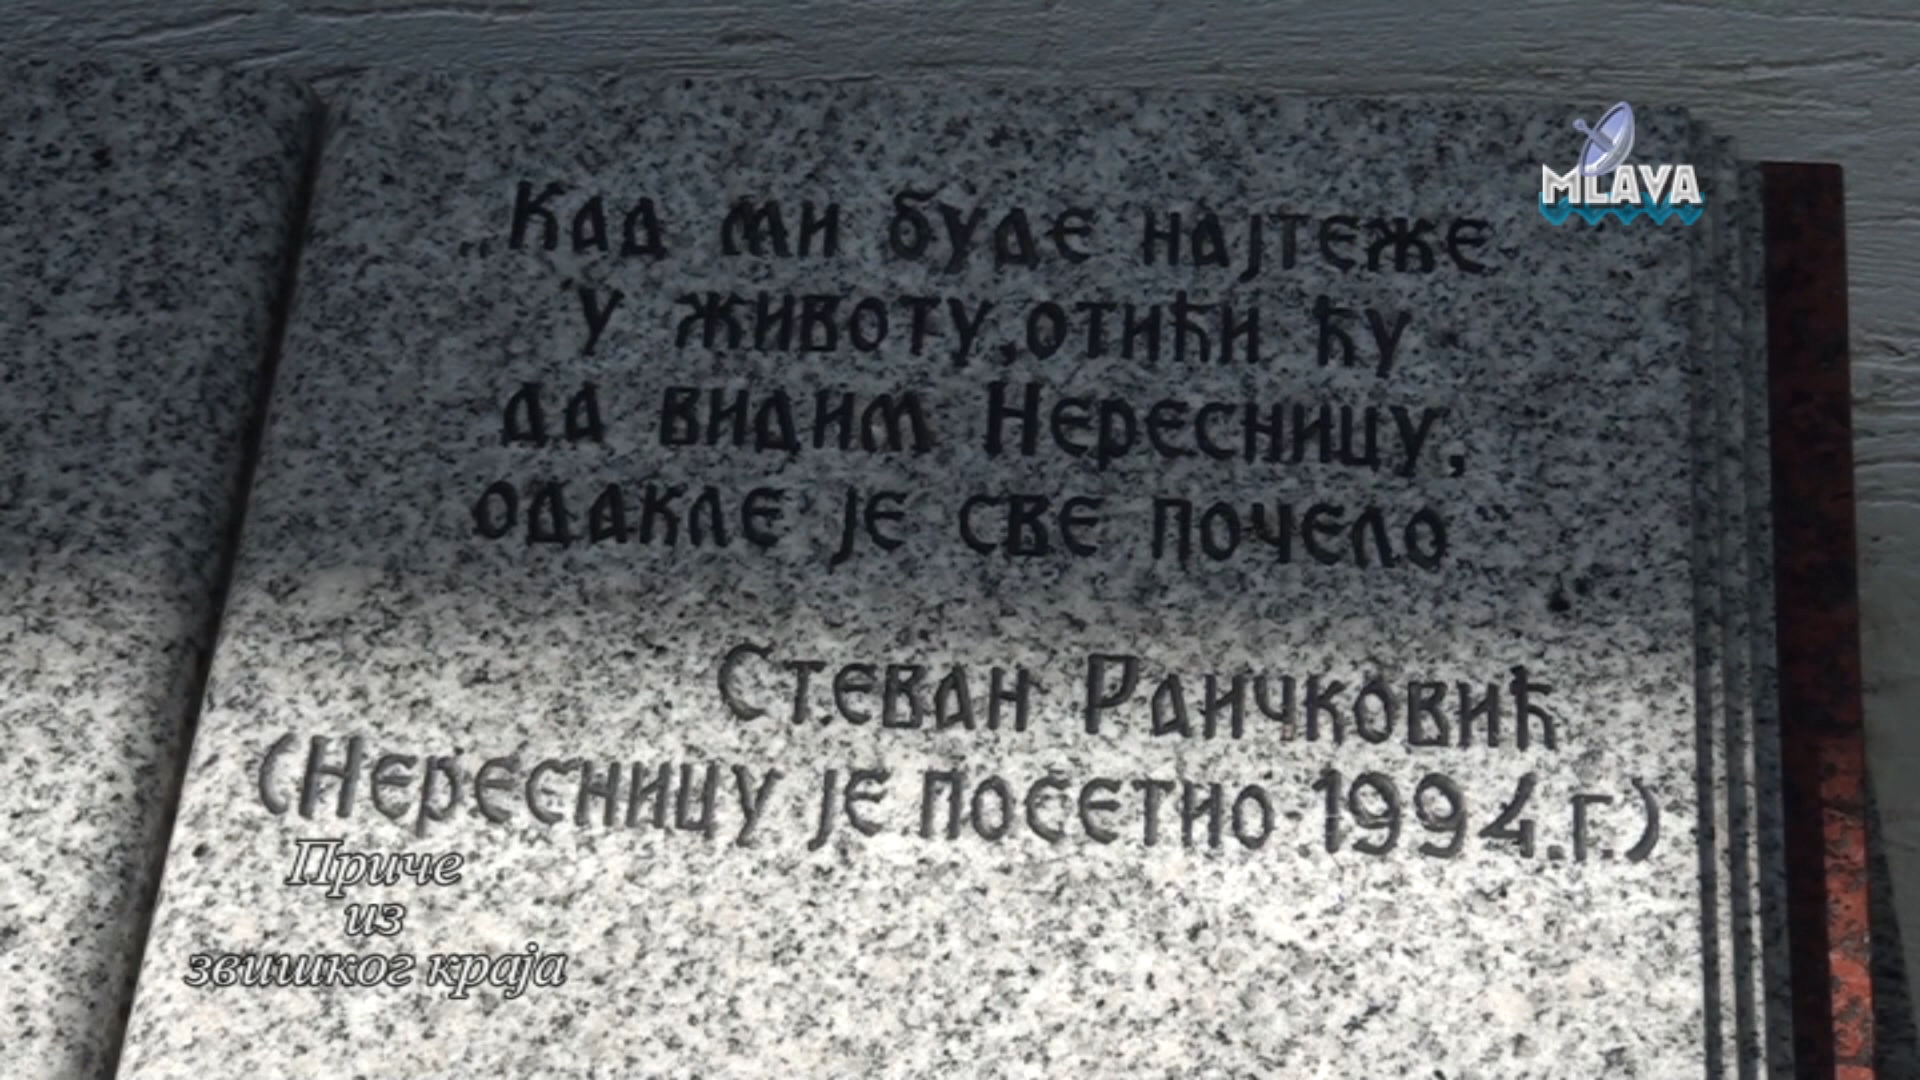 „Кад ми буде најтеже
у животу, отићи ћу
да видим Нересницу,
одакле је све почело
Стеван Раичковић
(Нересницу је посетио 1994.г.)
MLAVA
Приче
из
звишког краја